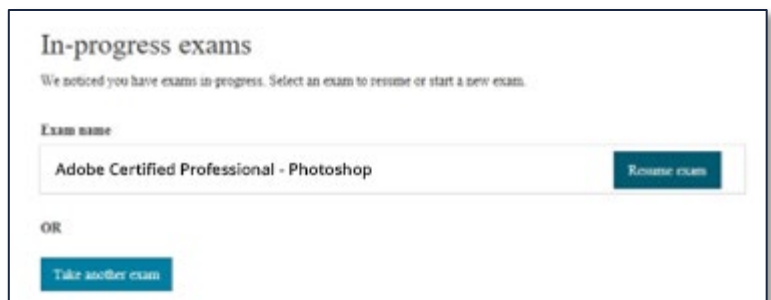 In-progress exams
We noticed you have exams in-progress. Select an exam to resume or start a new exam.
Exam name
Adobe Certified Professional - Photoshop
Resume exam
OR
Take another exam